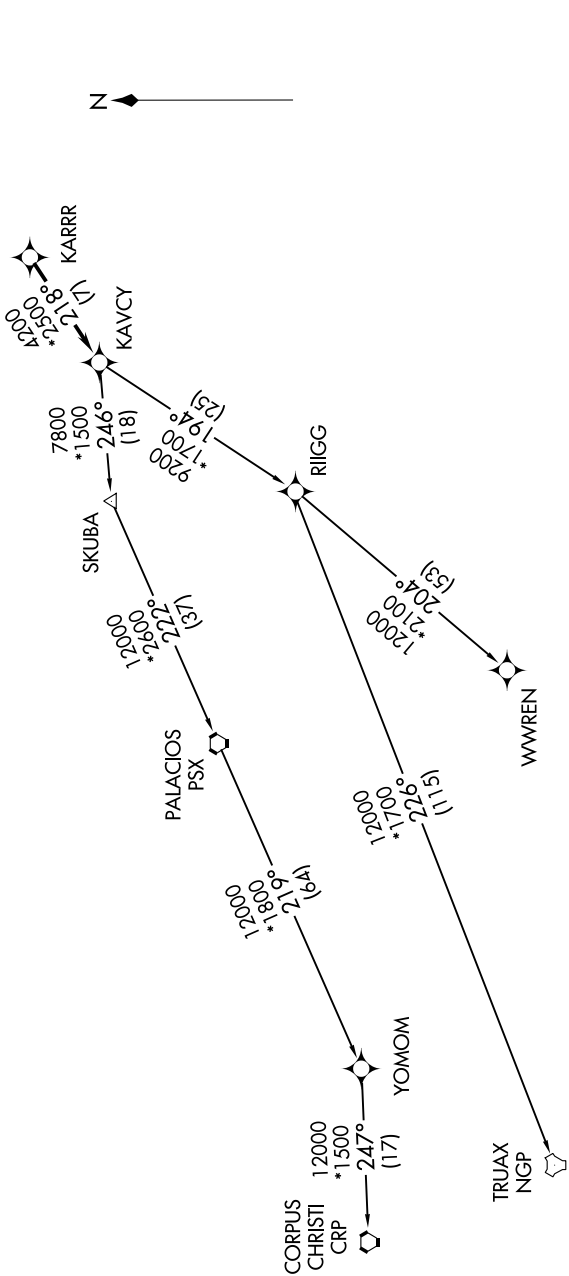 N
KARRR
4200
*2500
218°
(7)
KAVCY
7800
*1500
246°
(18)
9200
*1700
194°
(25)
SKUBA
RIIGG
12000
*2600
222°
(37)
12000
*2100
204°
(53)
WWREN
PALACIOS
PSX
12000
*1700
226°
(115)
12000
*1800
219°
(64)
YOMOM
12000
*1500
247°
(17)
TRUAX
NGP
CORPUS
CHRISTI
CRP